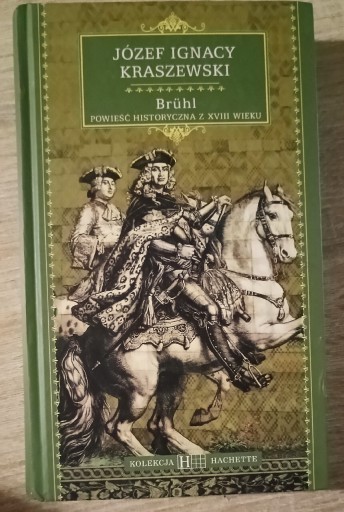 JÓZEF IGNACY
KRASZEWSKI
Brühl
POWIEŚĆ HISTORYCZNA Z XVIII WIEKU
KOLEKCJA H HACHETTE